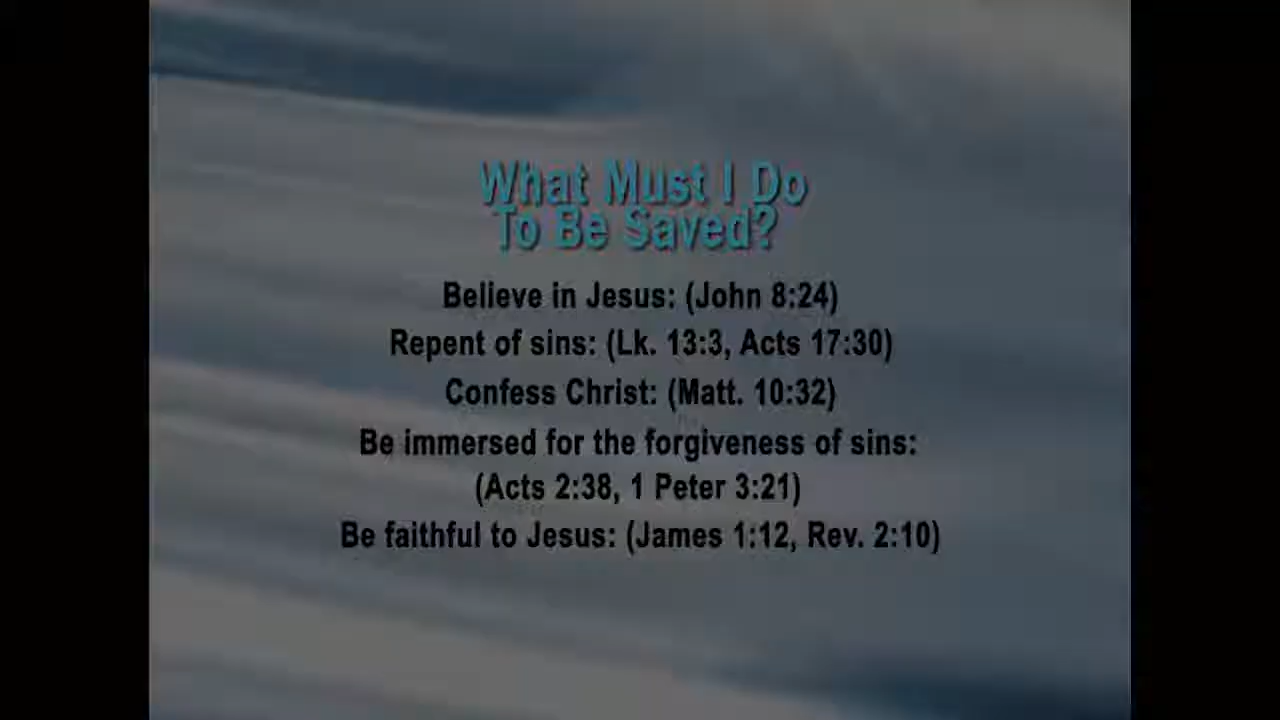 What Must I Do
To Be Saved?
Believe in Jesus: (John 8:24)
Repent of sins: (Lk. 13:3, Acts 17:30)
Confess Christ: (Matt. 10:32)
Be immersed for the forgiveness of sins:
(Acts 2:38, 1 Peter 3:21)
Be faithful to Jesus: (James 1:12, Rev. 2:10)